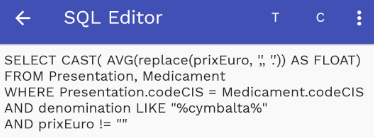 SQL Editor T C
SELECT CAST( AVG(replace(prixEuro, ",", ".")) AS FLOAT)
FROM Presentation, Medicament
WHERE Presentation.codeCIS = Medicament.codeCIS
AND denomination LIKE "%cymbalta%"
AND prixEuro != ""